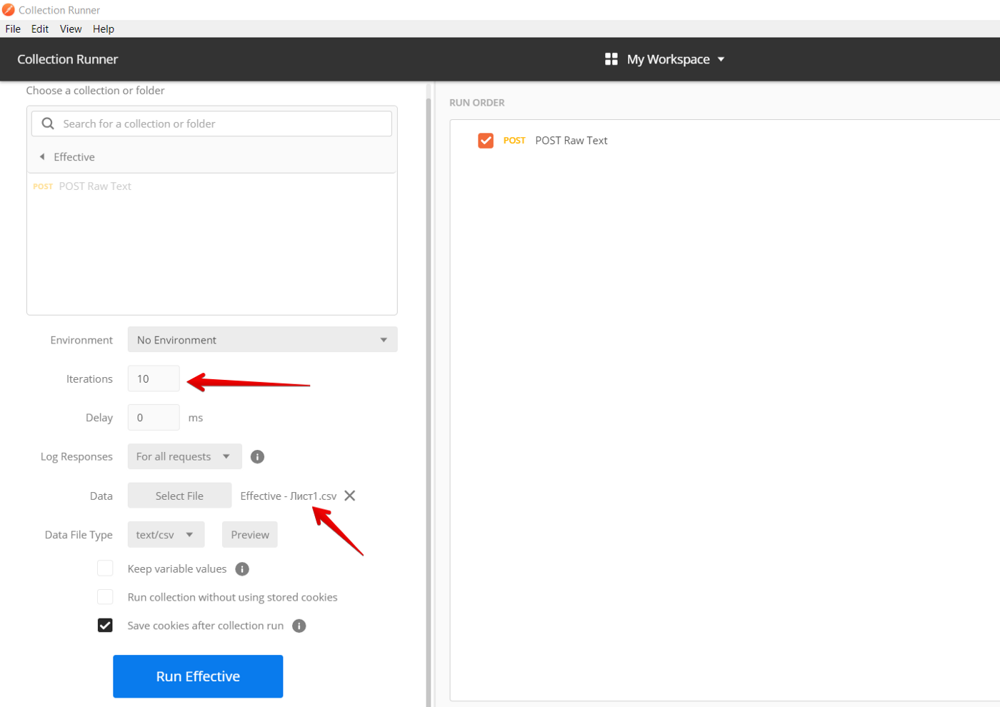 Collection Runner
File Edit View Help
Collection Runner
My Workspace
Choose a collection or folder
Search for a collection or folder
Effective
POST POST Raw Text
Environment No Environment
Iterations 10
Delay 0 ms
Log Responses For all requests
Data Select File Effective - Лист1.csv
Data File Type text/csv Preview
Keep variable values
Run collection without using stored cookies
Save cookies after collection run
Run Effective
RUN ORDER
POST POST Raw Text